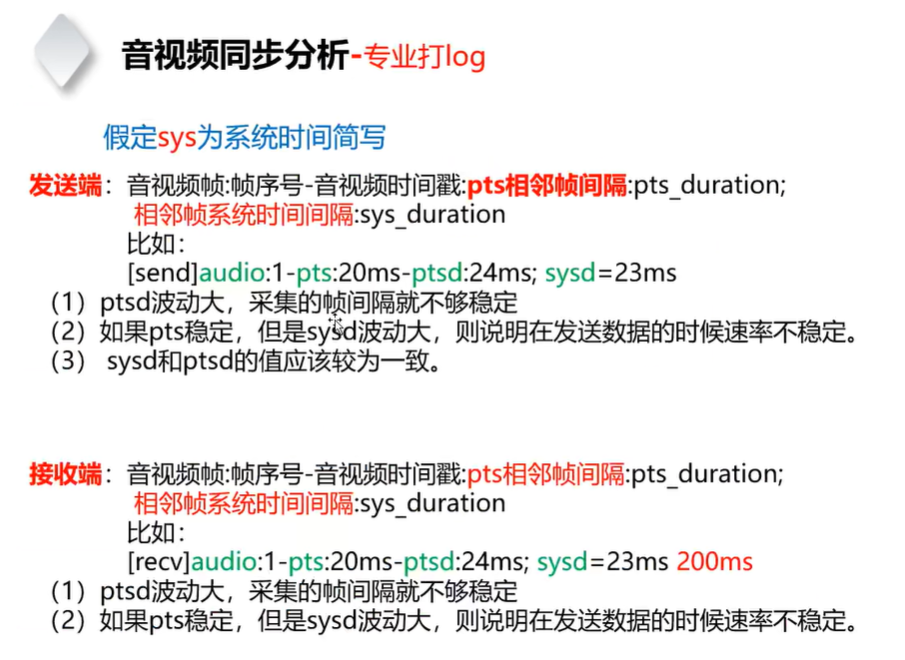 音视频同步分析-专业打log
假定sys为系统时间简写
发送端：音视频帧:帧序号-音视频时间戳:pts相邻帧间隔:pts_duration;
相邻帧系统时间间隔:sys_duration
比如：
[send]audio:1-pts:20ms-ptsd:24ms; sysd=23ms
（1）ptsd波动大，采集的帧间隔就不够稳定
（2）如果pts稳定，但是sysd波动大，则说明在发送数据的时候速率不稳定。
（3） sysd和ptsd的值应该较为一致。
接收端：音视频帧:帧序号-音视频时间戳:pts相邻帧间隔:pts_duration;
相邻帧系统时间间隔:sys_duration
比如：
[recv]audio:1-pts:20ms-ptsd:24ms; sysd=23ms 200ms
（1）ptsd波动大，采集的帧间隔就不够稳定
（2）如果pts稳定，但是sysd波动大，则说明在发送数据的时候速率不稳定。